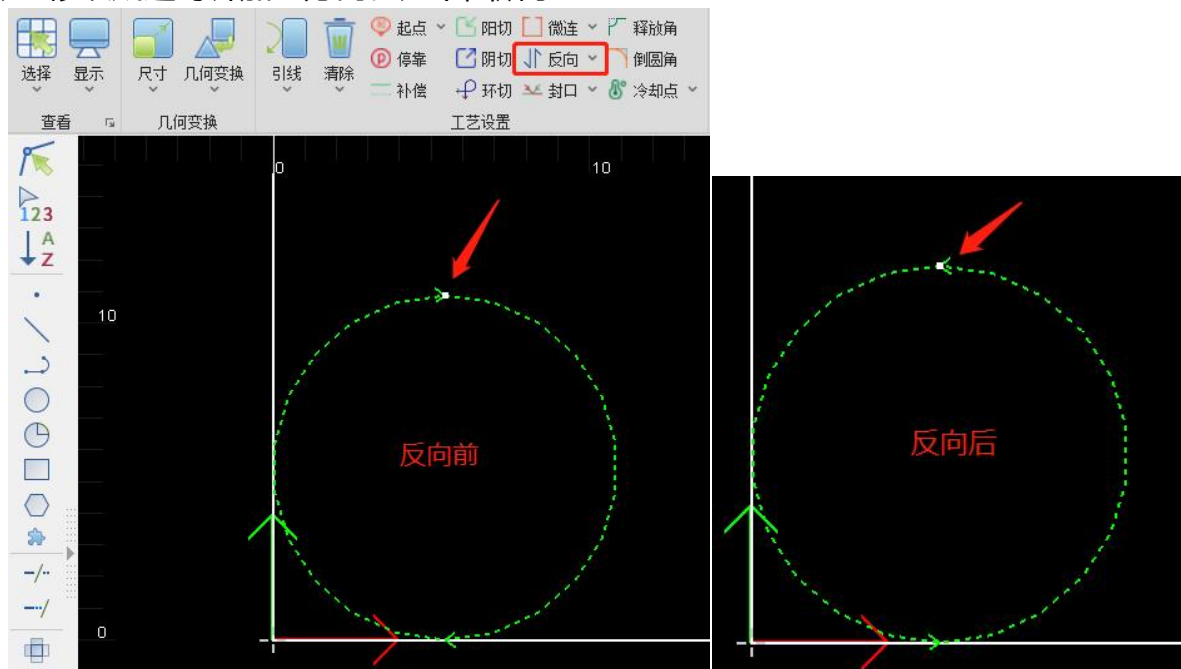 起点 阳切 微连 释放角
停靠 阴切 反向 倒圆角
选择 显示 尺寸 几何变换 引线 清除
补偿 环切 封口 冷却点
查看 几何变换 工艺设置
0 10
123
A
Z
10
反向前
反向后
0